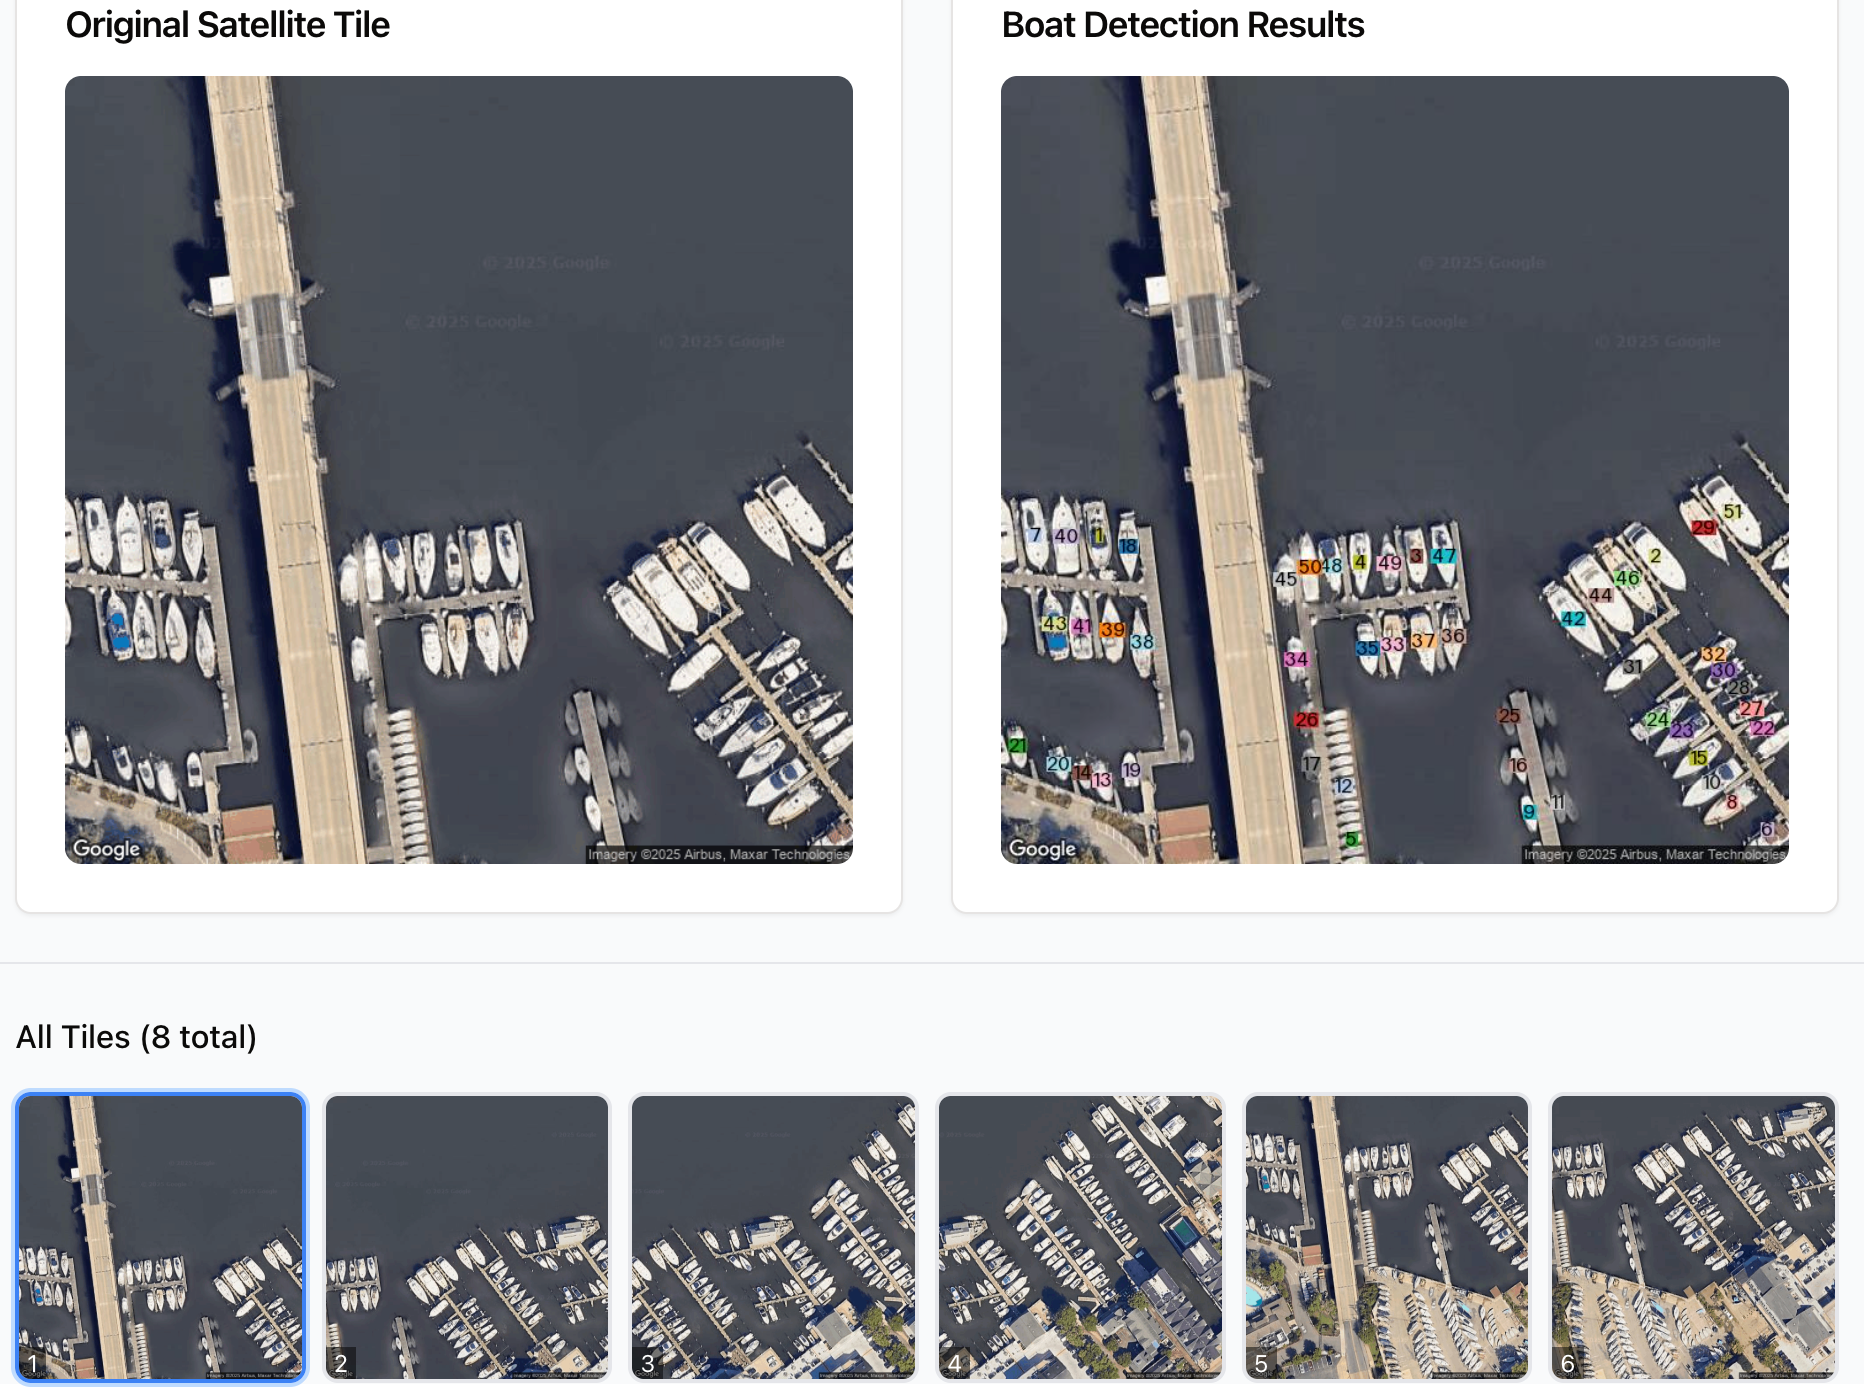 Original Satellite Tile
Boat Detection Results
© 2025 Google
© 2025 Google
© 2025 Google
Google
Imagery ©2025 Airbus, Maxar Technologies
© 2025 Google
© 2025 Google
© 2025 Google
51
29
7 40 1 18
45 50 48 4 49 3 47
2
46
44
42
43 41 39 38
34 35 33 37 36
31 32
30
28
27
22
24 23
26 25
21 20 14 13 19
17 16 15
12 10
9 11 8
5 6
Google
Imagery ©2025 Airbus, Maxar Technologies
All Tiles (8 total)
1
2
3
4
5
6